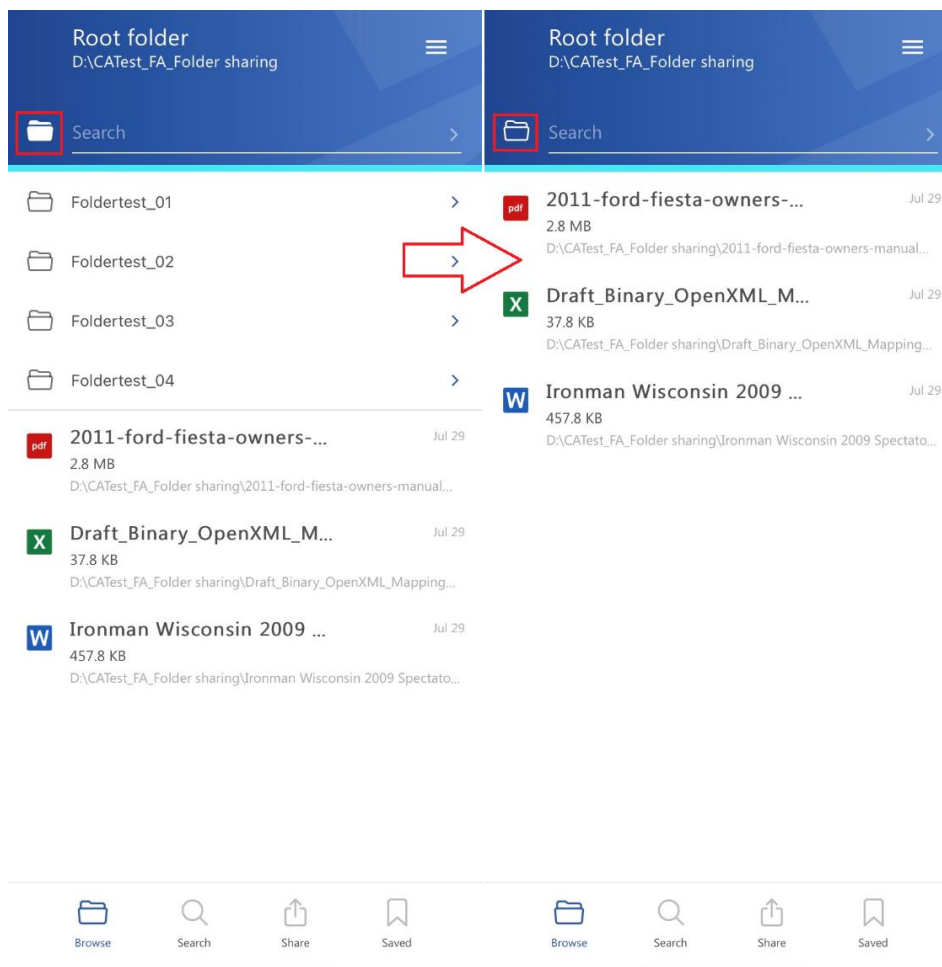 Root folder
D:\CATest_FA_Folder sharing
Search
Foldertest_01
Foldertest_02
Foldertest_03
Foldertest_04
pdf
2011-ford-fiesta-owners-...
Jul 29
2.8 MB
D:\CATest_FA_Folder sharing\2011-ford-fiesta-owners-manual...
X
Draft_Binary_OpenXML_M...
Jul 29
37.8 KB
D:\CATest_FA_Folder sharing\Draft_Binary_OpenXML_Mapping...
W
Ironman Wisconsin 2009 ...
Jul 29
457.8 KB
D:\CATest_FA_Folder sharing\Ironman Wisconsin 2009 Spectato...
Browse
Search
Share
Saved
Root folder
D:\CATest_FA_Folder sharing
Search
pdf
2011-ford-fiesta-owners-...
Jul 29
2.8 MB
D:\CATest_FA_Folder sharing\2011-ford-fiesta-owners-manual...
X
Draft_Binary_OpenXML_M...
Jul 29
37.8 KB
D:\CATest_FA_Folder sharing\Draft_Binary_OpenXML_Mapping...
W
Ironman Wisconsin 2009 ...
Jul 29
457.8 KB
D:\CATest_FA_Folder sharing\Ironman Wisconsin 2009 Spectato...
Browse
Search
Share
Saved